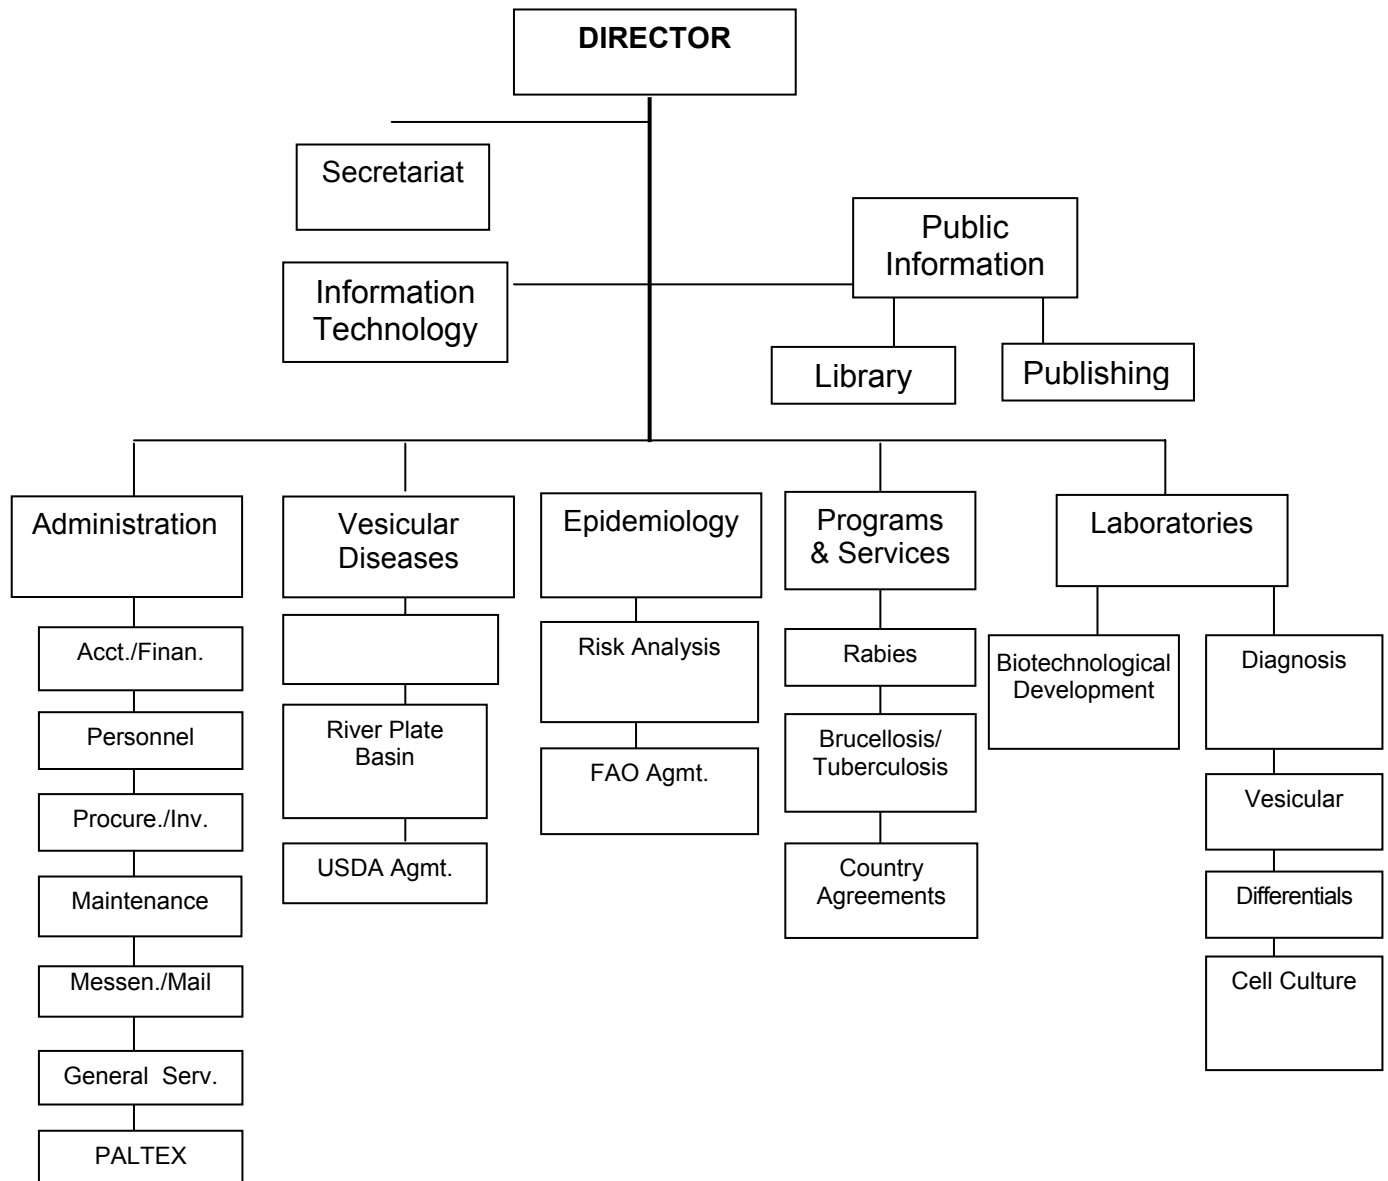 DIRECTOR
Secretariat
Public
Information
Information
Technology
Library
Publishing
Administration
Vesicular
Diseases
Epidemiology
Programs
& Services
Laboratories
Acct./Finan.
Personnel
Procure./Inv.
Maintenance
Messen./Mail
General Serv.
PALTEX
River Plate
Basin
USDA Agmt.
Risk Analysis
FAO Agmt.
Rabies
Brucellosis/
Tuberculosis
Country
Agreements
Biotechnological
Development
Diagnosis
Vesicular
Differentials
Cell Culture